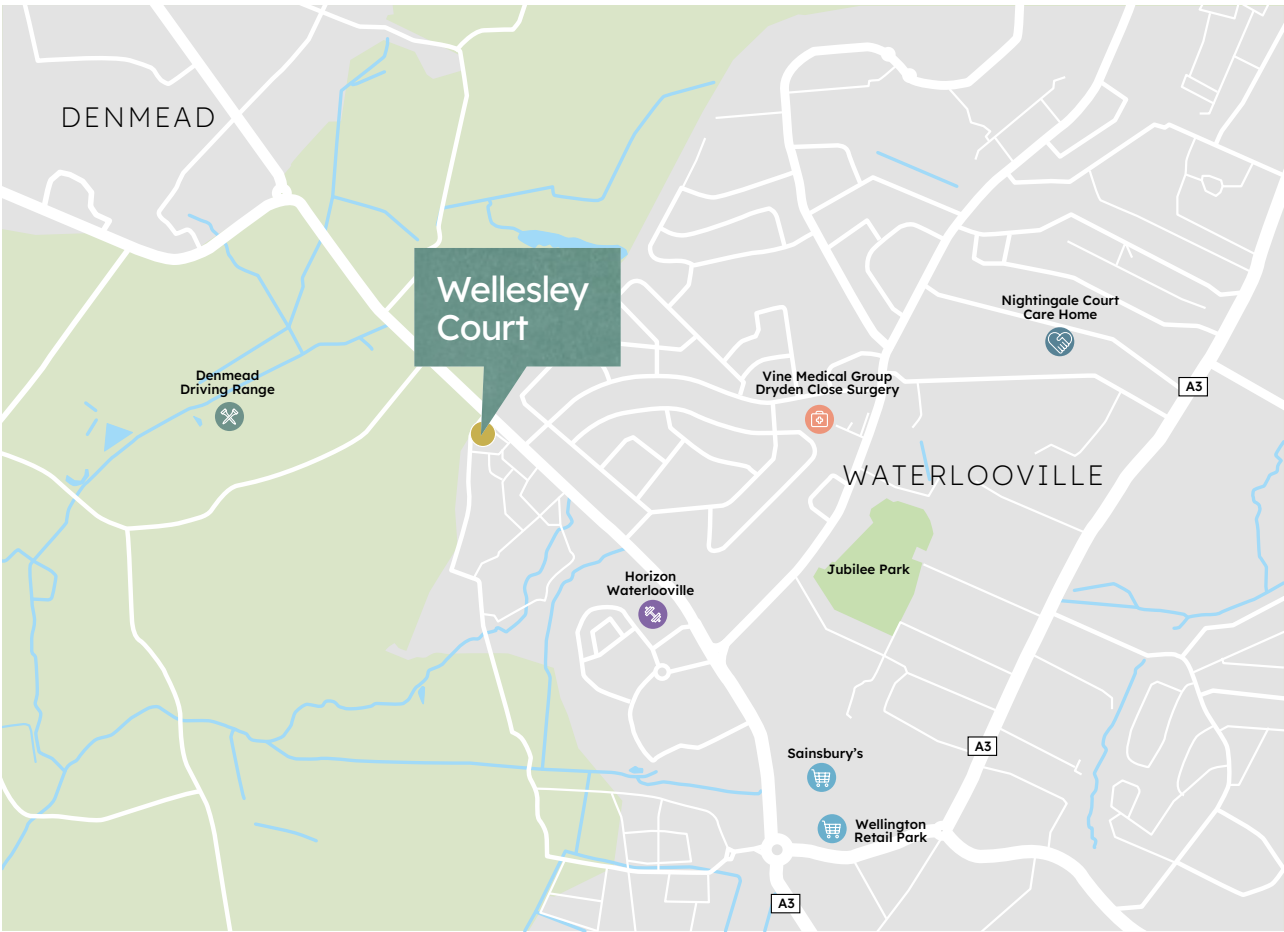 DENMEAD
Wellesley
Court
Nightingale Court
Care Home
Denmead
Driving Range
Vine Medical Group
Dryden Close Surgery
A3
WATERLOOVILLE
Jubilee Park
Horizon
Waterlooville
A3
Sainsbury’s
Wellington
Retail Park
A3